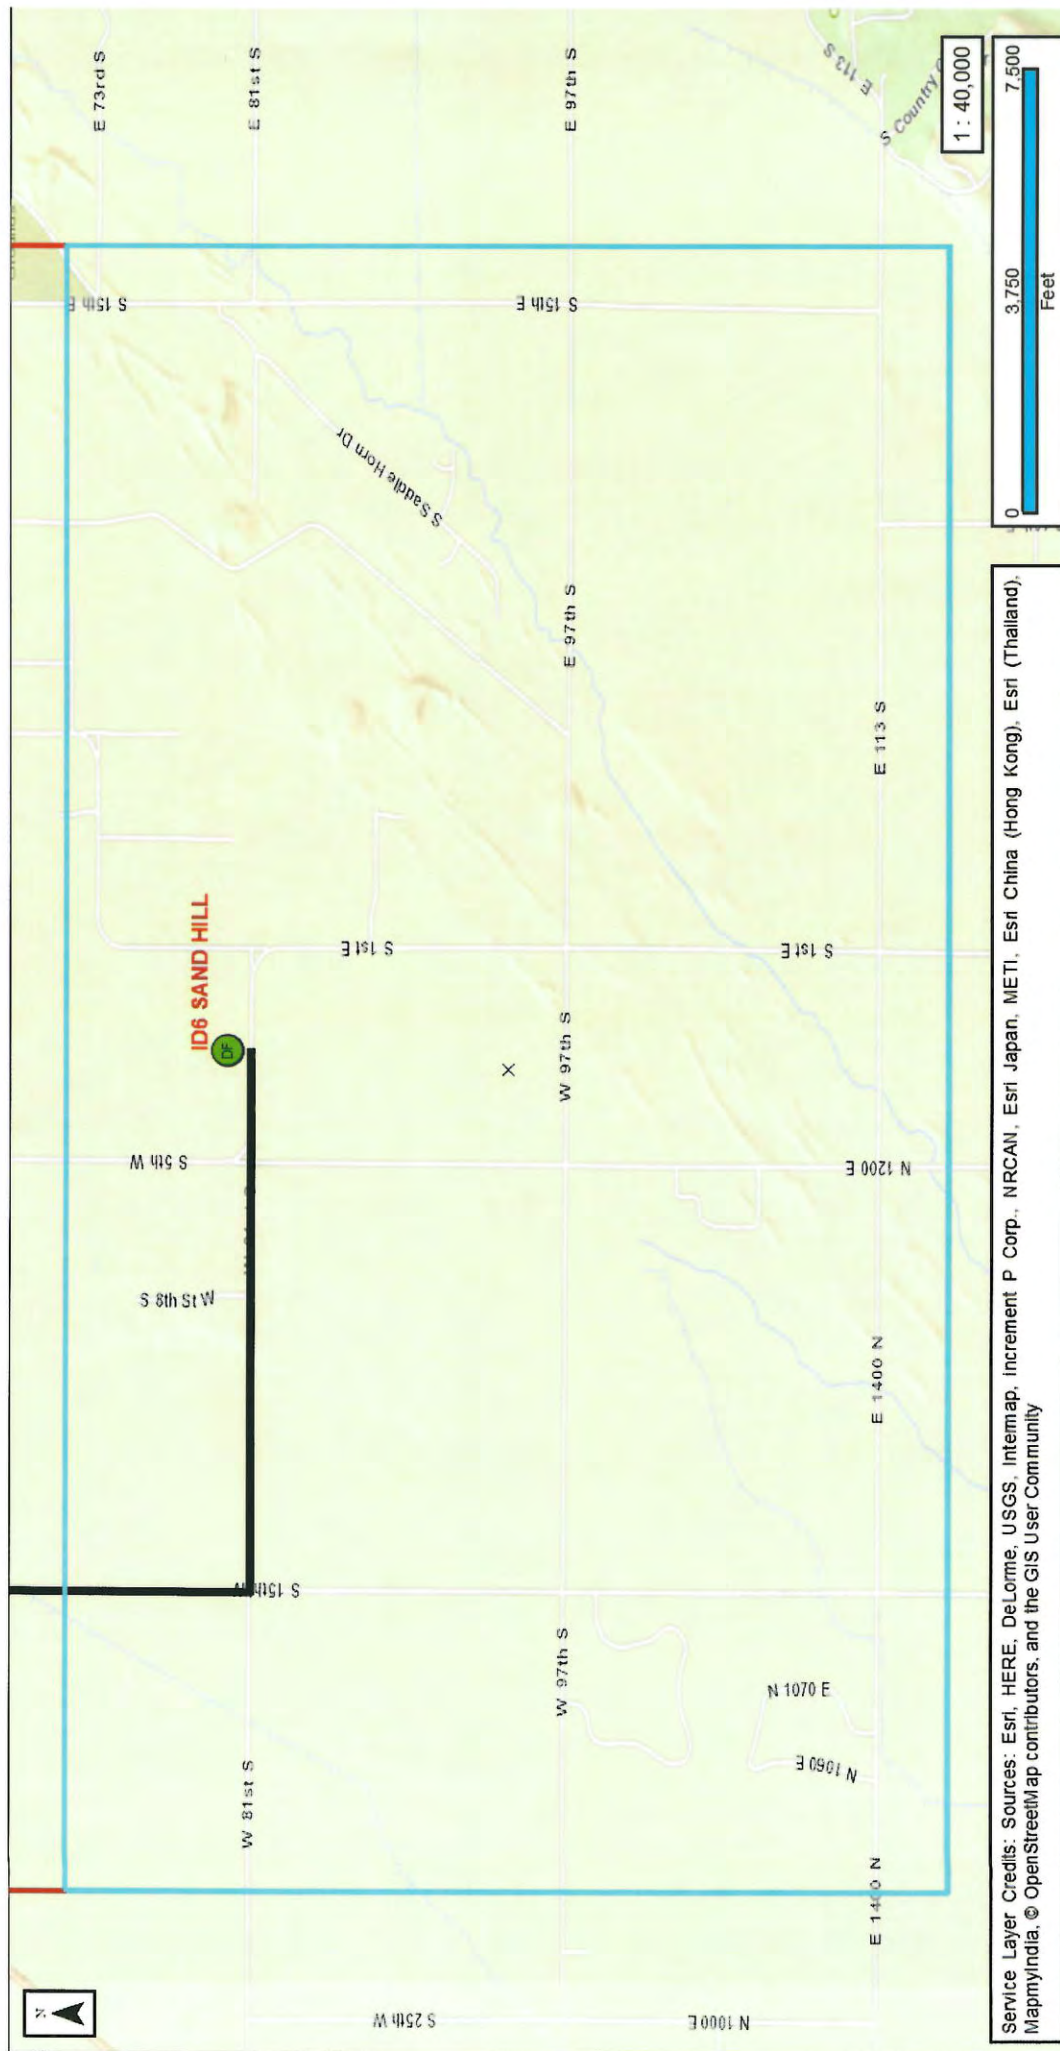 N
E 73rd S
S 15th E
S 5th W
S 8th St W
ID6 SAND HILL
DF
W 81st S
E 81st S
S 15th W
S 1st E
S Saddle Horn Dr
S 25th W
X
S 15th E
W 97th S
W 97th S
E 97th S
E 97th S
N 1000 E
N 1070 E
S 1st E
N 1060 E
E 113 S
E 1400 N
E 1400 N
N 1200 E
E 113 S
S Country
1 : 40,000
0 3,750 7,500
Feet
Service Layer Credits: Sources: Esri, HERE, DeLorme, USGS, Intermap, increment P Corp., NRCAN, Esri Japan, METI, Esri China (Hong Kong), Esri (Thailand),
MapmyIndia, © OpenStreetMap contributors, and the GIS User Community